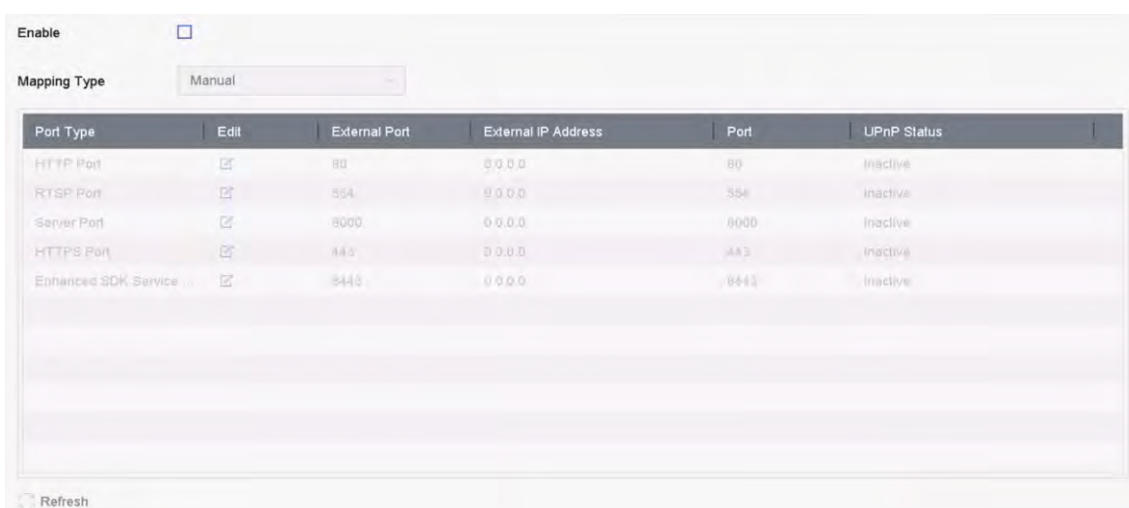 Enable
Mapping Type Manual
Port Type Edit External Port External IP Address Port UPnP Status
HTTP Port 80 0.0.0.0 80 Inactive
RTSP Port 554 0.0.0.0 554 Inactive
Server Port 8000 0.0.0.0 8000 Inactive
HTTPS Port 443 0.0.0.0 443 Inactive
Enhanced SDK Service ... 8443 0.0.0.0 8443 Inactive
Refresh